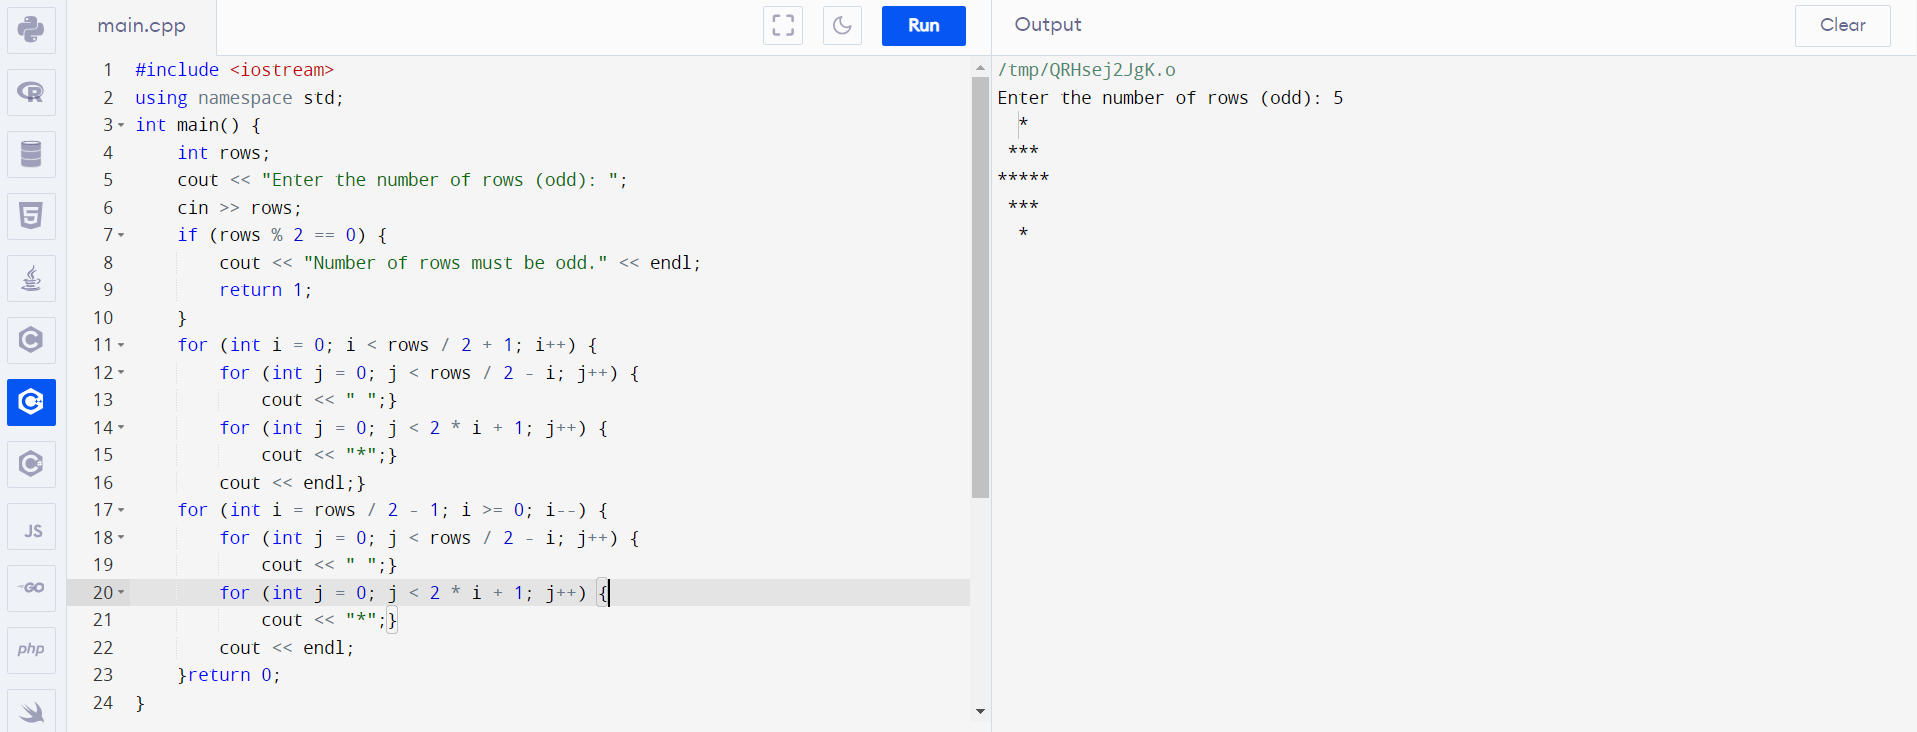 main.cpp
Run
Output
Clear
1 #include <iostream>
2 using namespace std;
3 int main() {
4     int rows;
5     cout << "Enter the number of rows (odd): ";
6     cin >> rows;
7     if (rows % 2 == 0) {
8         cout << "Number of rows must be odd." << endl;
9         return 1;
10     }
11     for (int i = 0; i < rows / 2 + 1; i++) {
12         for (int j = 0; j < rows / 2 - i; j++) {
13             cout << " ";}
14         for (int j = 0; j < 2 * i + 1; j++) {
15             cout << "*";}
16         cout << endl;}
17     for (int i = rows / 2 - 1; i >= 0; i--) {
18         for (int j = 0; j < rows / 2 - i; j++) {
19             cout << " ";}
20         for (int j = 0; j < 2 * i + 1; j++) {
21             cout << "*";}
22         cout << endl;
23     }return 0;
24 }
/tmp/QRHsej2JgK.o
Enter the number of rows (odd): 5
  *
 ***
*****
 ***
  *
R
5
C
C
C
JS
GO
php